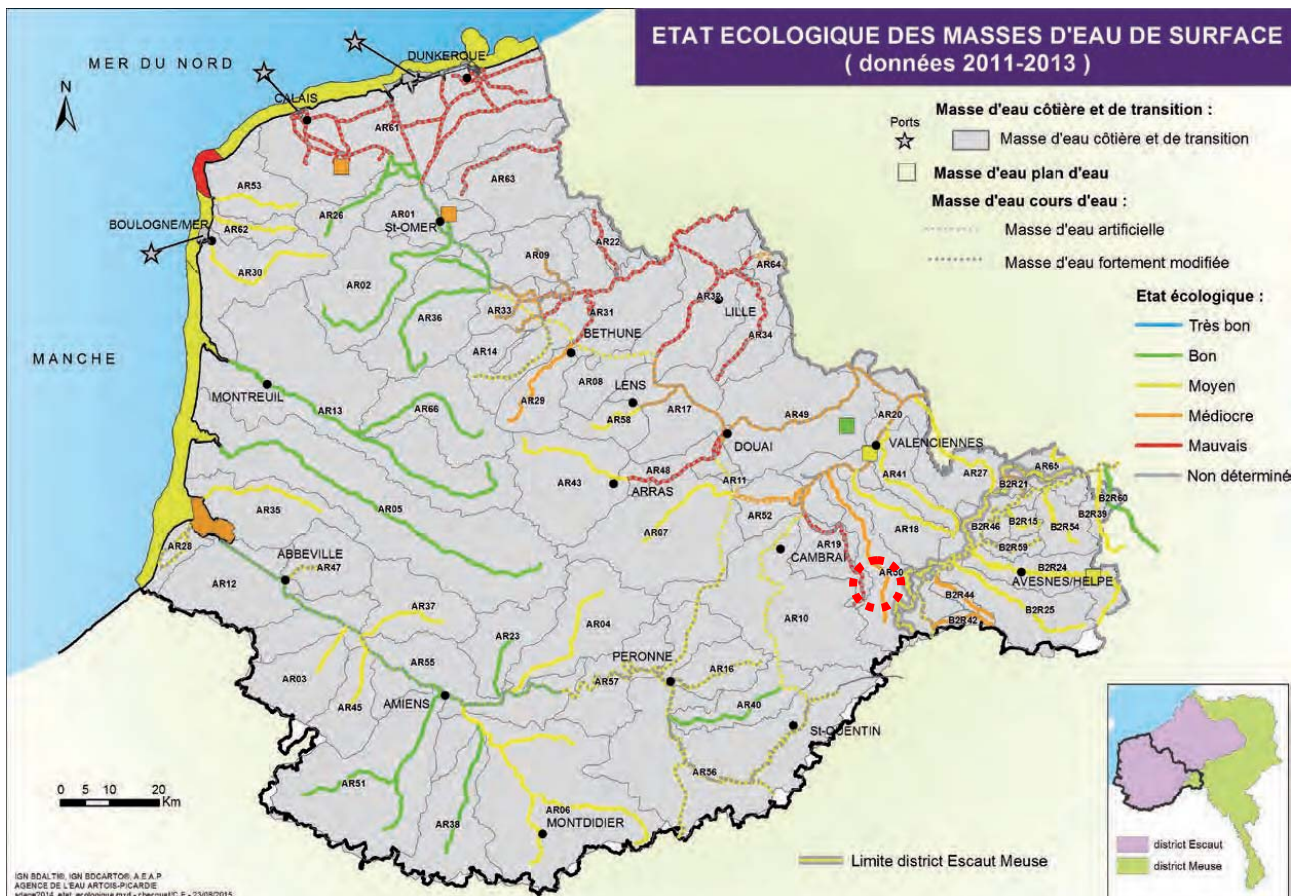 ETAT ECOLOGIQUE DES MASSES D'EAU DE SURFACE
( données 2011-2013 )
MER DU NORD
N
MANCHE
Ports
Masse d'eau côtière et de transition :
Masse d'eau côtière et de transition
Masse d'eau plan d'eau
Masse d'eau cours d'eau :
Masse d'eau artificielle
Masse d'eau fortement modifiée
Etat écologique :
Très bon
Bon
Moyen
Médiocre
Mauvais
Non déterminé
DUNKERQUE
CALAIS
AR61
AR53
AR63
AR26
AR01
St-OMER
BOULOGNE/MER
AR62
AR22
AR30
AR09
AR64
AR02
AR38
LILLE
AR33
AR31
AR36
AR34
BETHUNE
AR14
MONTREUIL
AR08
LENS
AR29
AR13
AR66
AR58
AR17
AR49
AR20
DOUAI
VALENCIENNES
AR48
AR43
ARRAS
AR11
AR41
AR27
AR65
B2R21
B2R60
B2R39
AR35
AR05
AR52
AR07
AR18
B2R46
B2R15
B2R54
AR28
AR19
CAMBRAI
B2R59
ABBEVILLE
AR47
AR50
B2R24
AVESNES/HELPE
AR12
B2R44
B2R25
AR37
AR04
AR10
B2R42
AR23
PERONNE
AR55
AR16
AR03
AR57
AMIENS
AR45
AR40
St-QUENTIN
AR56
AR51
AR06
AR38
MONTDIDIER
0 5 10 20
Km
Limite district Escaut Meuse
district Escaut
district Meuse
IGN BDALTI®, IGN BDCARTO®, A.E.A.P
AGENCE DE L'EAU ARTOIS-PICARDIE